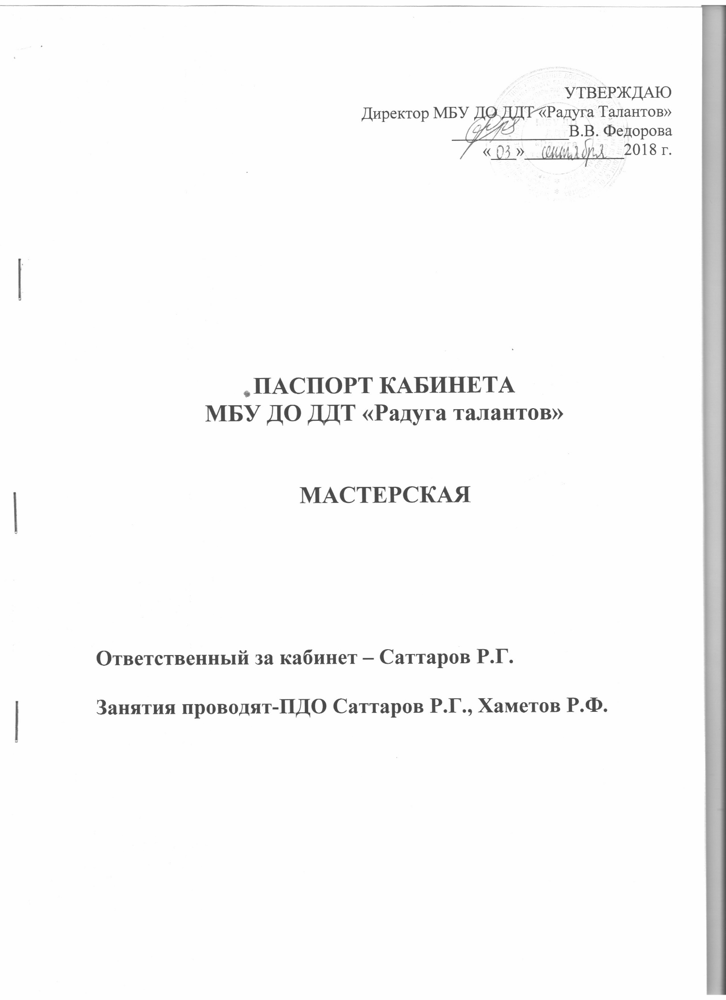 УТВЕРЖДАЮ
Директор МБУ ДО ДДТ «Радуга Талантов»
В.В. Федорова
«03» сентября 2018 г.
ПАСПОРТ КАБИНЕТА
МБУ ДО ДДТ «Радуга талантов»
МАСТЕРСКАЯ
Ответственный за кабинет – Саттаров Р.Г.
Занятия проводят-ПДО Саттаров Р.Г., Хаметов Р.Ф.